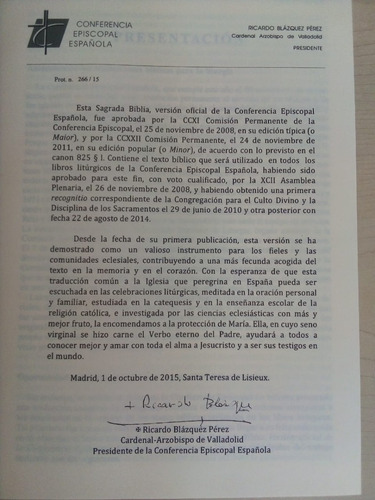 CONFERENCIA
EPISCOPAL
ESPAÑOLA
RICARDO BLÁZQUEZ PÉREZ
Cardenal Arzobispo de Valladolid
PRESIDENTE
Prot. n. 266/15
Esta Sagrada Biblia, versión oficial de la Conferencia Episcopal
Española, fue aprobada por la CCXI Comisión Permanente de la
Conferencia Episcopal, el 25 de noviembre de 2008, en su edición típica (o
Maior), y por la CCXXII Comisión Permanente, el 24 de noviembre de
2011, en su edición popular (o Minor), de acuerdo con lo previsto en el
canon 825 § 1. Contiene el texto bíblico que será utilizado en todos los
libros litúrgicos de la Conferencia Episcopal Española, habiendo sido
aprobado para este fin, con voto cualificado, por la XCII Asamblea
Plenaria, el 26 de noviembre de 2008, y habiendo obtenido una primera
recognitio correspondiente de la Congregación para el Culto Divino y la
Disciplina de los Sacramentos el 29 de junio de 2010 y otra posterior con
fecha 22 de agosto de 2014.
Desde la fecha de su primera publicación, esta versión se ha
demostrado como un valioso instrumento para los fieles y las
comunidades eclesiales, contribuyendo a una más fecunda acogida del
texto en la memoria y en el corazón. Con la esperanza de que esta
traducción común a la Iglesia que peregrina en España pueda ser
escuchada en las celebraciones litúrgicas, meditada en la oración personal
y familiar, estudiada en la catequesis y en la enseñanza escolar de la
religión católica, e investigada por las ciencias eclesiásticas con más y
mejor fruto, la encomendamos a la protección de María. Ella, en cuyo seno
virginal se hizo carne el Verbo eterno del Padre, ayudará a todos a
conocer mejor y amar con toda el alma a Jesucristo y a ser sus testigos en
el mundo.
Madrid, 1 de octubre de 2015, Santa Teresa de Lisieux.
+ Ricardo Blázquez
✠ Ricardo Blázquez Pérez
Cardenal-Arzobispo de Valladolid
Presidente de la Conferencia Episcopal Española